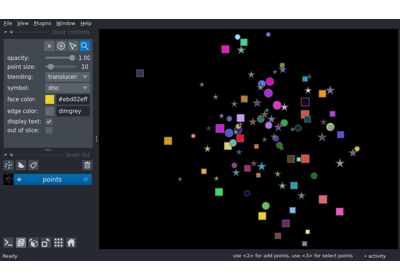 File View Plugins Window Help
layer controls
opacity: 1.00
point size: 10
blending: translucen
symbol: disc
face color: #ebd02eff
edge color: dimgrey
display text:
out of slice:
layer list
points
Ready use <2> for add points, use <3> for select points activity